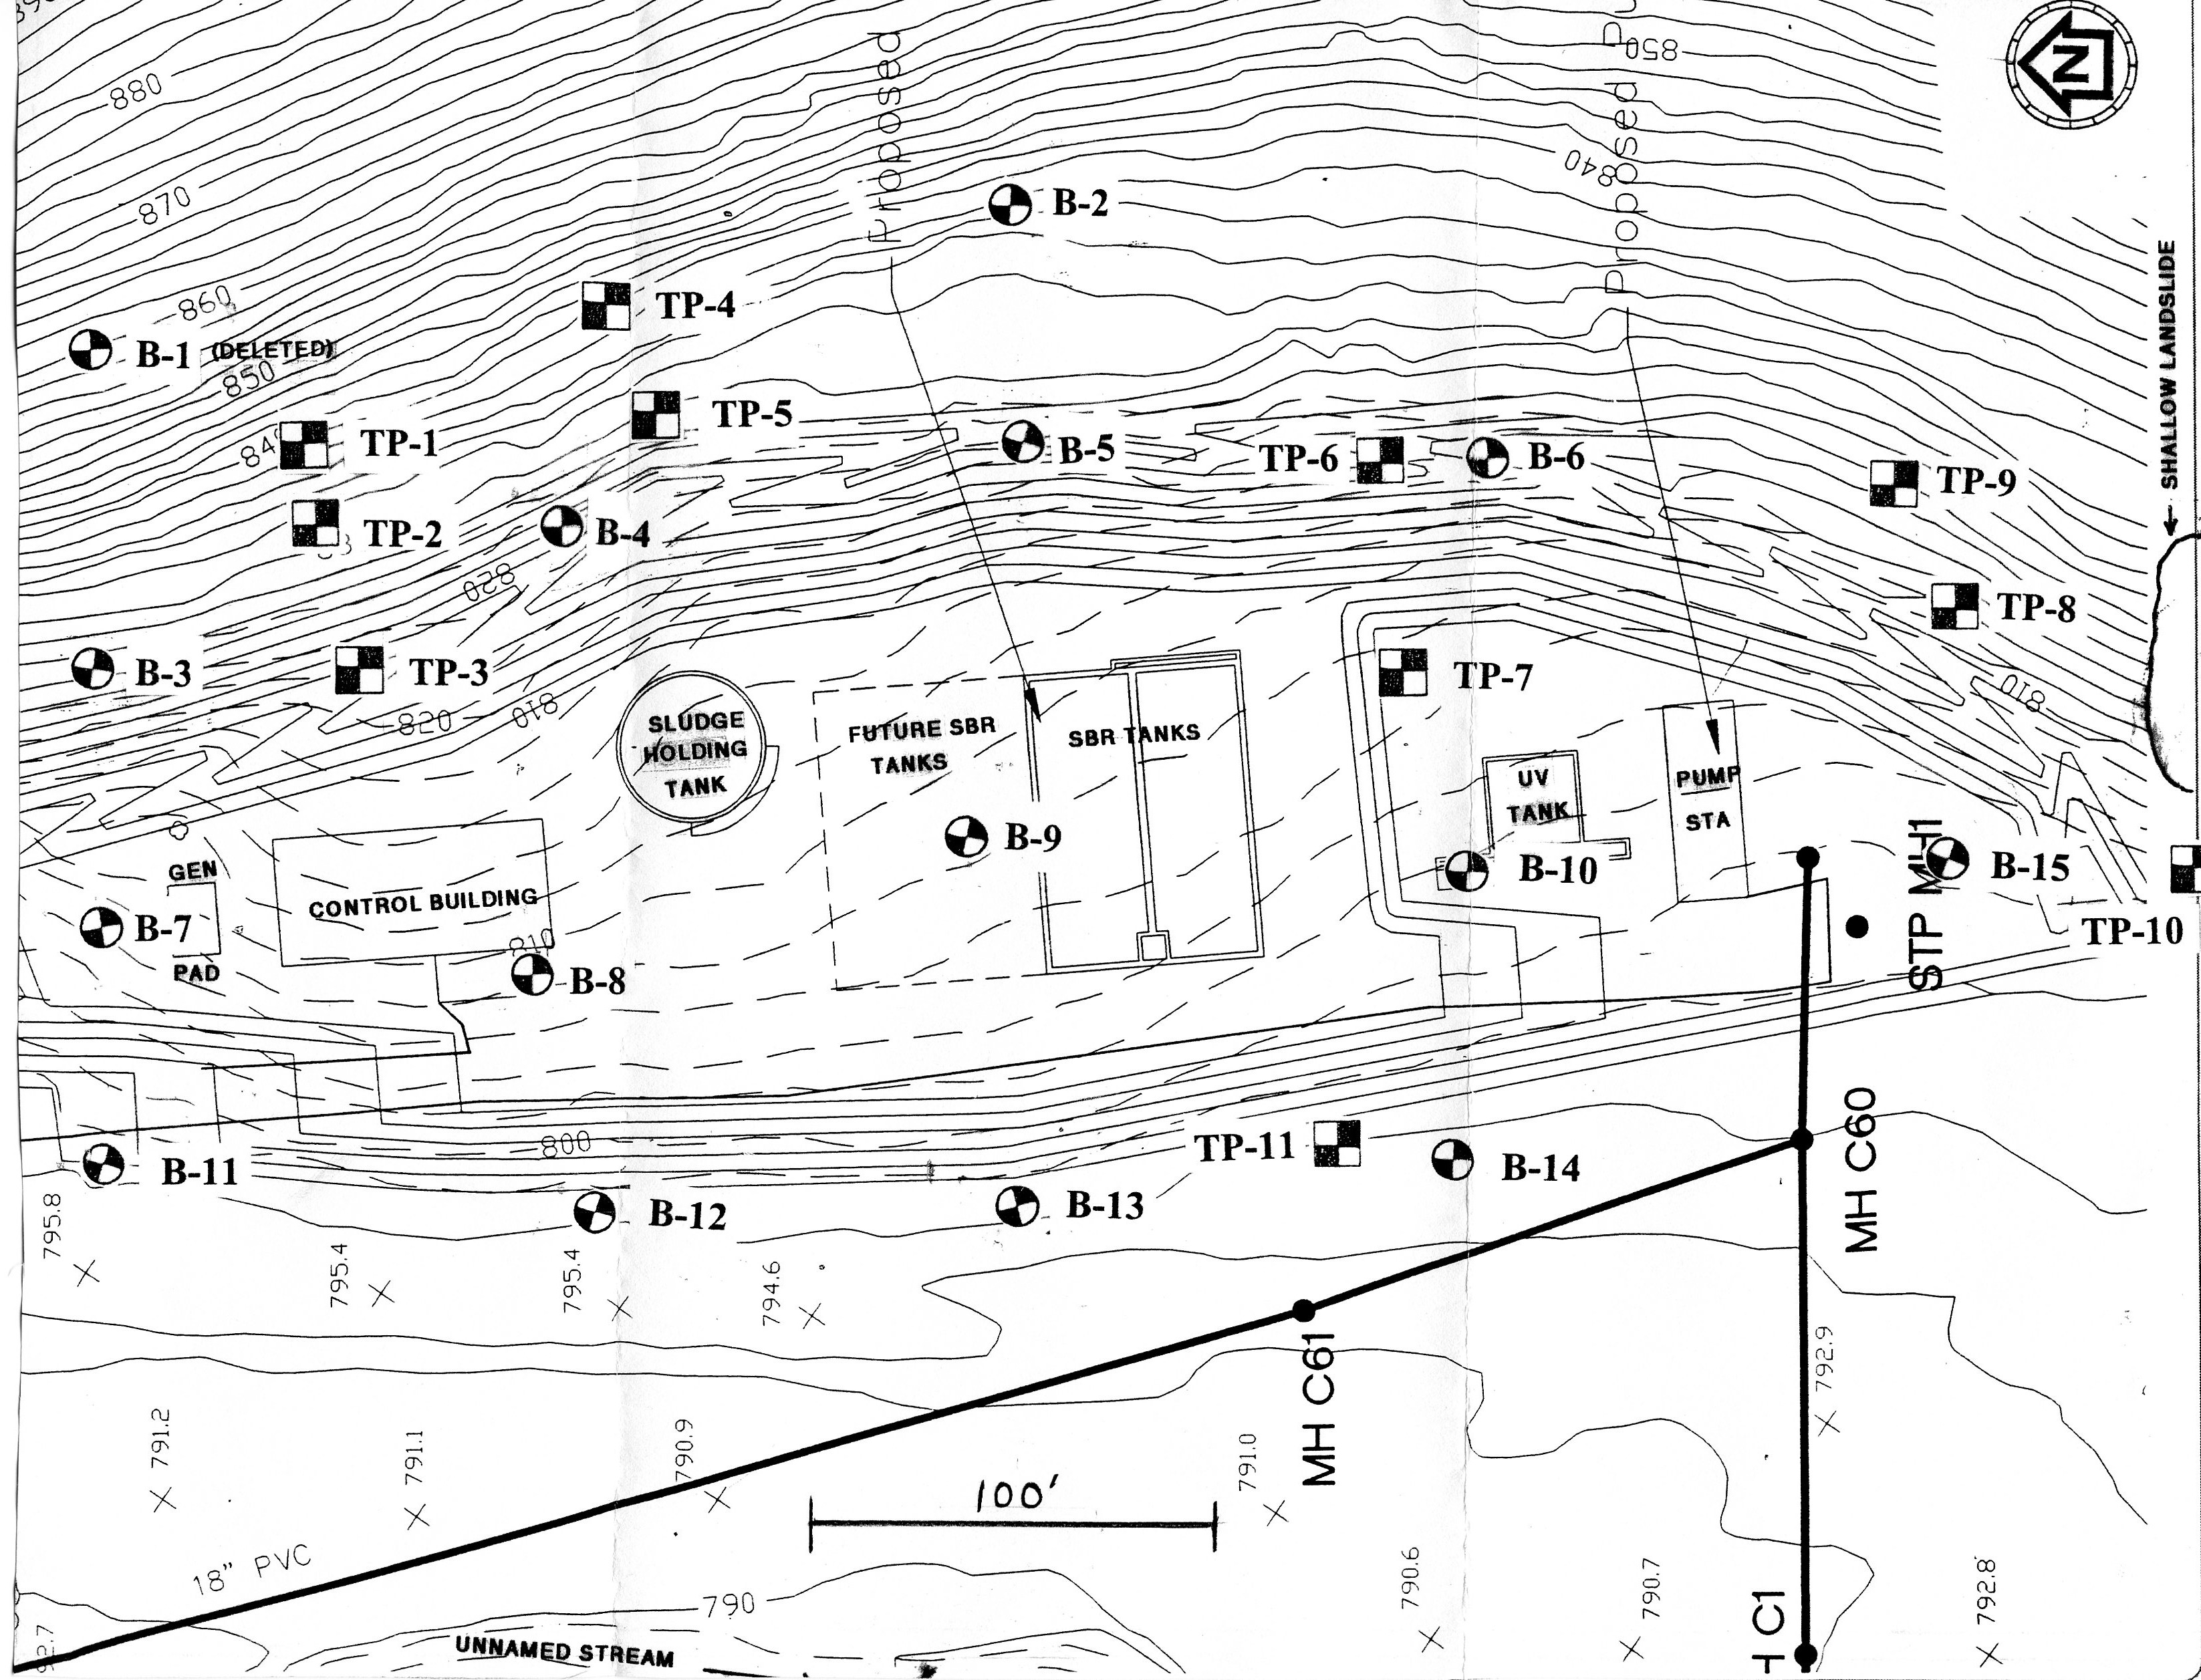 880
Proposed
Proposed Pu
850
N
870
840
B-2
860
TP-4
B-1 (DELETED)
850
SHALLOW LANDSLIDE
TP-5
TP-1
B-5
TP-6
B-6
TP-9
TP-2
B-4
820
TP-8
B-3
TP-3
820
810
TP-7
810
SLUDGE
HOLDING
TANK
FUTURE SBR
TANKS
SBR TANKS
UV
TANK
PUMP
STA
B-9
GEN
PAD
CONTROL BUILDING
B-10
STP MH1
B-15
B-7
810
B-8
TP-10
800
TP-11
B-14
MH C60
B-11
B-12
B-13
795.8
795.4
795.4
794.6
MH C61
792.9
791.2
791.1
790.9
791.0
100'
18" PVC
790.6
790.7
792.8
790
H C1
UNNAMED STREAM